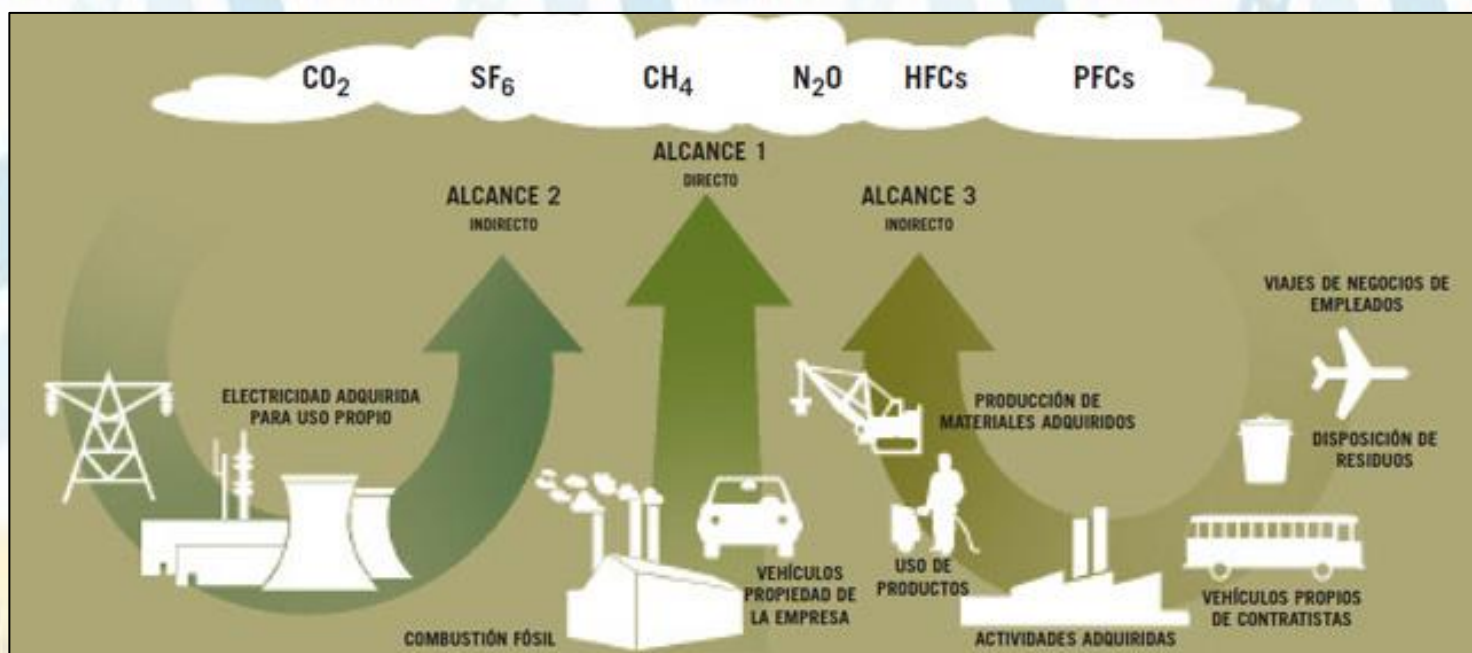 CO₂ SF₆ CH₄ N₂O HFCs PFCs
ALCANCE 1
DIRECTO
ALCANCE 2
INDIRECTO
ALCANCE 3
INDIRECTO
ELECTRICIDAD ADQUIRIDA
PARA USO PROPIO
COMBUSTIÓN FÓSIL
VEHÍCULOS
PROPIEDAD DE
LA EMPRESA
PRODUCCIÓN DE
MATERIALES ADQUIRIDOS
USO DE
PRODUCTOS
ACTIVIDADES ADQUIRIDAS
VIAJES DE NEGOCIOS DE
EMPLEADOS
DISPOSICIÓN DE
RESIDUOS
VEHÍCULOS PROPIOS
DE CONTRATISTAS